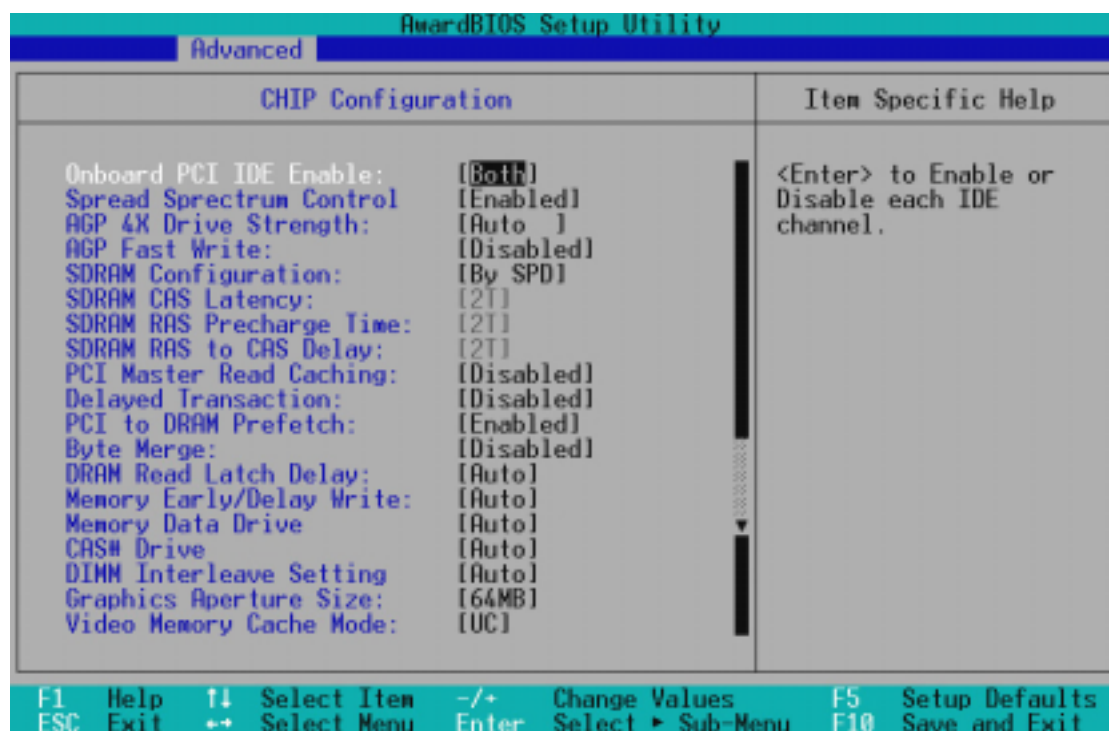 AwardBIOS Setup Utility
Advanced
CHIP Configuration
Item Specific Help
Onboard PCI IDE Enable: [Both]
Spread Sprectrum Control [Enabled]
AGP 4X Drive Strength: [Auto ]
AGP Fast Write: [Disabled]
SDRAM Configuration: [By SPD]
SDRAM CAS Latency: [2T]
SDRAM RAS Precharge Time: [2T]
SDRAM RAS to CAS Delay: [2T]
PCI Master Read Caching: [Disabled]
Delayed Transaction: [Disabled]
PCI to DRAM Prefetch: [Enabled]
Byte Merge: [Disabled]
DRAM Read Latch Delay: [Auto]
Memory Early/Delay Write: [Auto]
Memory Data Drive [Auto]
CAS# Drive [Auto]
DIMM Interleave Setting [Auto]
Graphics Aperture Size: [64MB]
Video Memory Cache Mode: [UC]
<Enter> to Enable or
Disable each IDE
channel.
F1 Help ↑↓ Select Item -/+ Change Values F5 Setup Defaults
ESC Exit ↔ Select Menu Enter Select ► Sub-Menu F10 Save and Exit